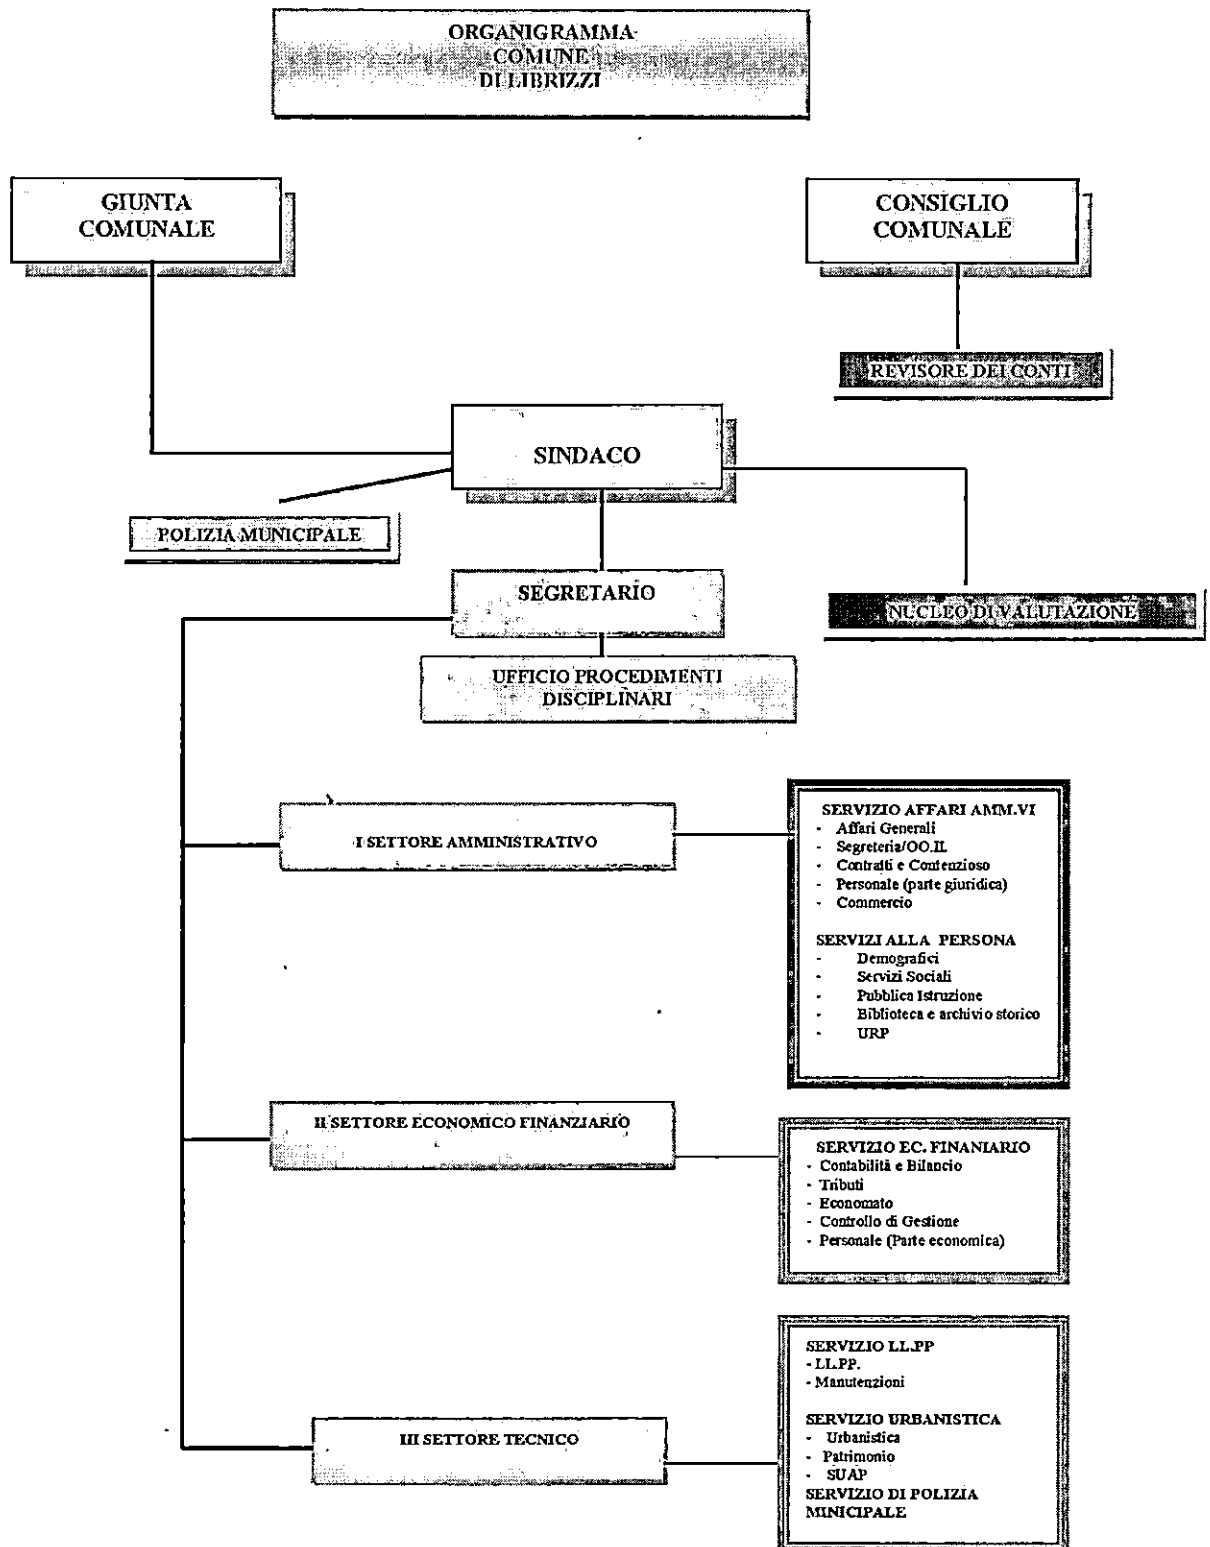 ORGANIGRAMMA
COMUNE
DI LIBRIZZI
GIUNTA
COMUNALE
CONSIGLIO
COMUNALE
REVISORE DEI CONTI
SINDACO
POLIZIA MUNICIPALE
SEGRETARIO
NUCLEO DI VALUTAZIONE
UFFICIO PROCEDIMENTI
DISCIPLINARI
I SETTORE AMMINISTRATIVO
SERVIZIO AFFARI AMM.VI
- Affari Generali
- Segreteria/OO.II.
- Contratti e Contenzioso
- Personale (parte giuridica)
- Commercio
SERVIZI ALLA PERSONA
- Demografici
- Servizi Sociali
- Pubblica Istruzione
- Biblioteca e archivio storico
- URP
II SETTORE ECONOMICO FINANZIARIO
SERVIZIO EC. FINANIARIO
- Contabilità e Bilancio
- Tributi
- Economato
- Controllo di Gestione
- Personale (Parte economica)
III SETTORE TECNICO
SERVIZIO LL.PP
- LL.PP.
- Manutenzioni
SERVIZIO URBANISTICA
- Urbanistica
- Patrimonio
- SUAP
SERVIZIO DI POLIZIA
MINICIPALE